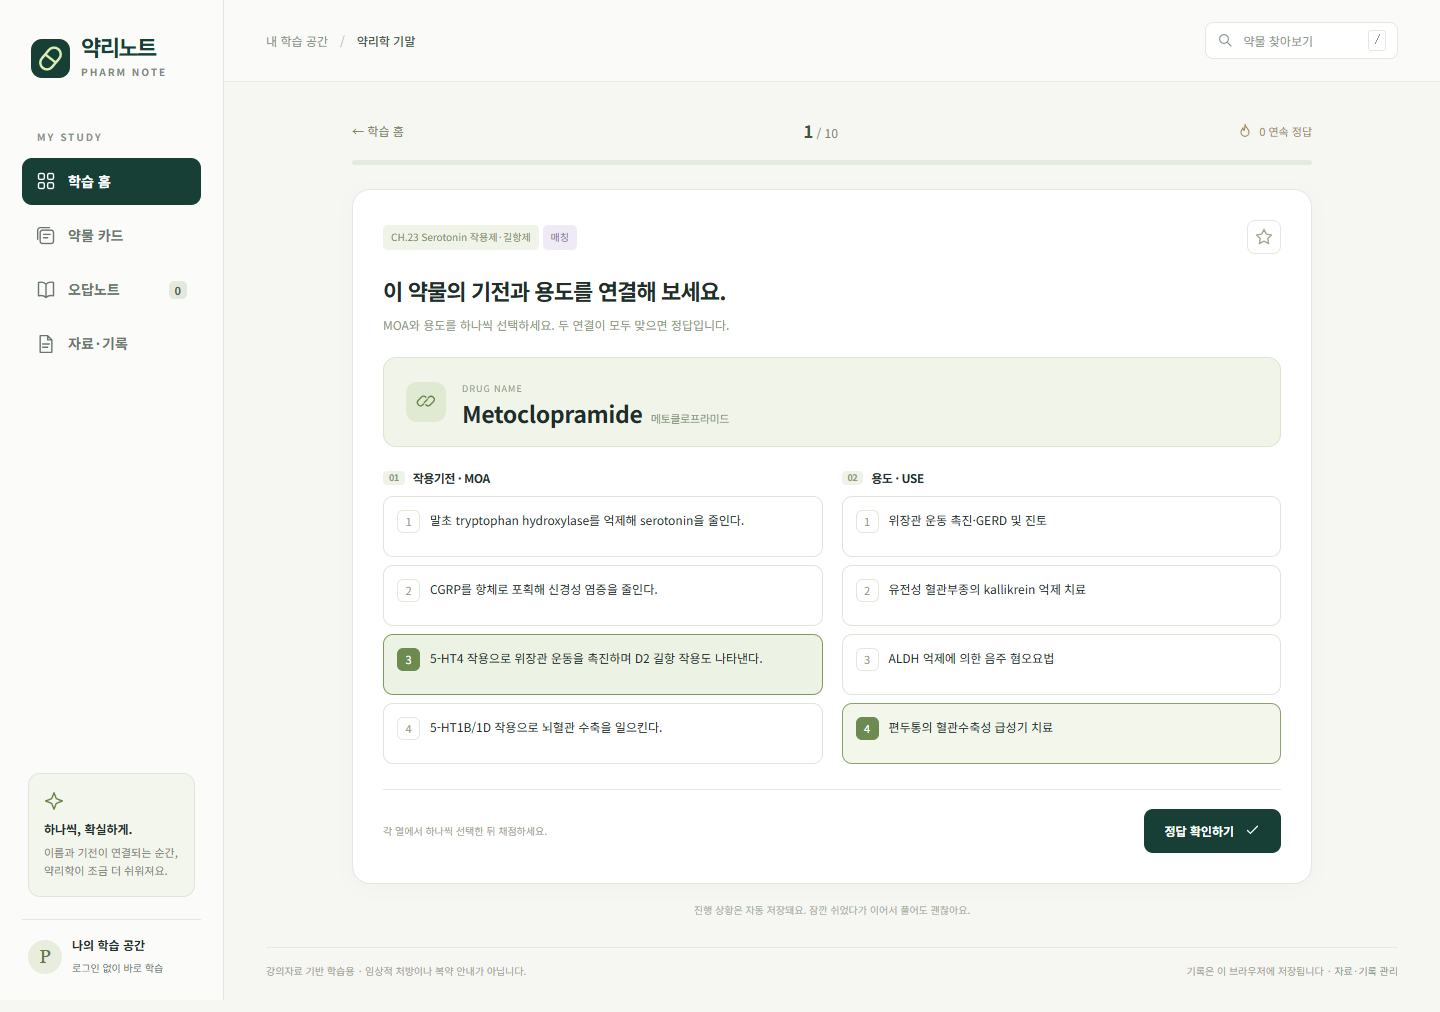 약리노트
PHARM NOTE
MY STUDY
학습 홈
약물 카드
오답노트 0
자료·기록
하나씩, 확실하게.
이름과 기전이 연결되는 순간,
약리학이 조금 더 쉬워져요.
P
나의 학습 공간
로그인 없이 바로 학습
내 학습 공간 / 약리학 기말
약물 찾아보기 /
← 학습 홈
1 / 10
0 연속 정답
CH.23 Serotonin 작용제·길항제 매칭
이 약물의 기전과 용도를 연결해 보세요.
MOA와 용도를 하나씩 선택하세요. 두 연결이 모두 맞으면 정답입니다.
DRUG NAME
Metoclopramide 메토클로프라미드
01 작용기전 · MOA
1 말초 tryptophan hydroxylase를 억제해 serotonin을 줄인다.
2 CGRP를 항체로 포획해 신경성 염증을 줄인다.
3 5-HT4 작용으로 위장관 운동을 촉진하며 D2 길항 작용도 나타낸다.
4 5-HT1B/1D 작용으로 뇌혈관 수축을 일으킨다.
02 용도 · USE
1 위장관 운동 촉진·GERD 및 진토
2 유전성 혈관부종의 kallikrein 억제 치료
3 ALDH 억제에 의한 음주 혐오요법
4 편두통의 혈관수축성 급성기 치료
각 열에서 하나씩 선택한 뒤 채점하세요.
정답 확인하기
진행 상황은 자동 저장돼요. 잠깐 쉬었다가 이어서 풀어도 괜찮아요.
강의자료 기반 학습용 · 임상적 처방이나 복약 안내가 아닙니다.
기록은 이 브라우저에 저장됩니다 · 자료·기록 관리